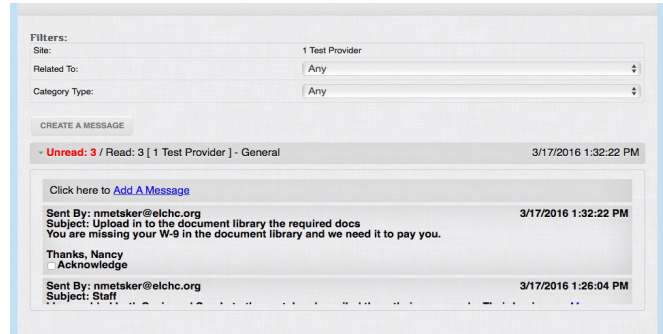 Filters:
Site: 1 Test Provider
Related To: Any
Category Type: Any
CREATE A MESSAGE
Unread: 3 / Read: 3 [ 1 Test Provider ] - General 3/17/2016 1:32:22 PM
Click here to Add A Message
Sent By: nmetsker@elchc.org 3/17/2016 1:32:22 PM
Subject: Upload in to the document library the required docs
You are missing your W-9 in the document library and we need it to pay you.
Thanks, Nancy
Acknowledge
Sent By: nmetsker@elchc.org 3/17/2016 1:26:04 PM
Subject: Staff